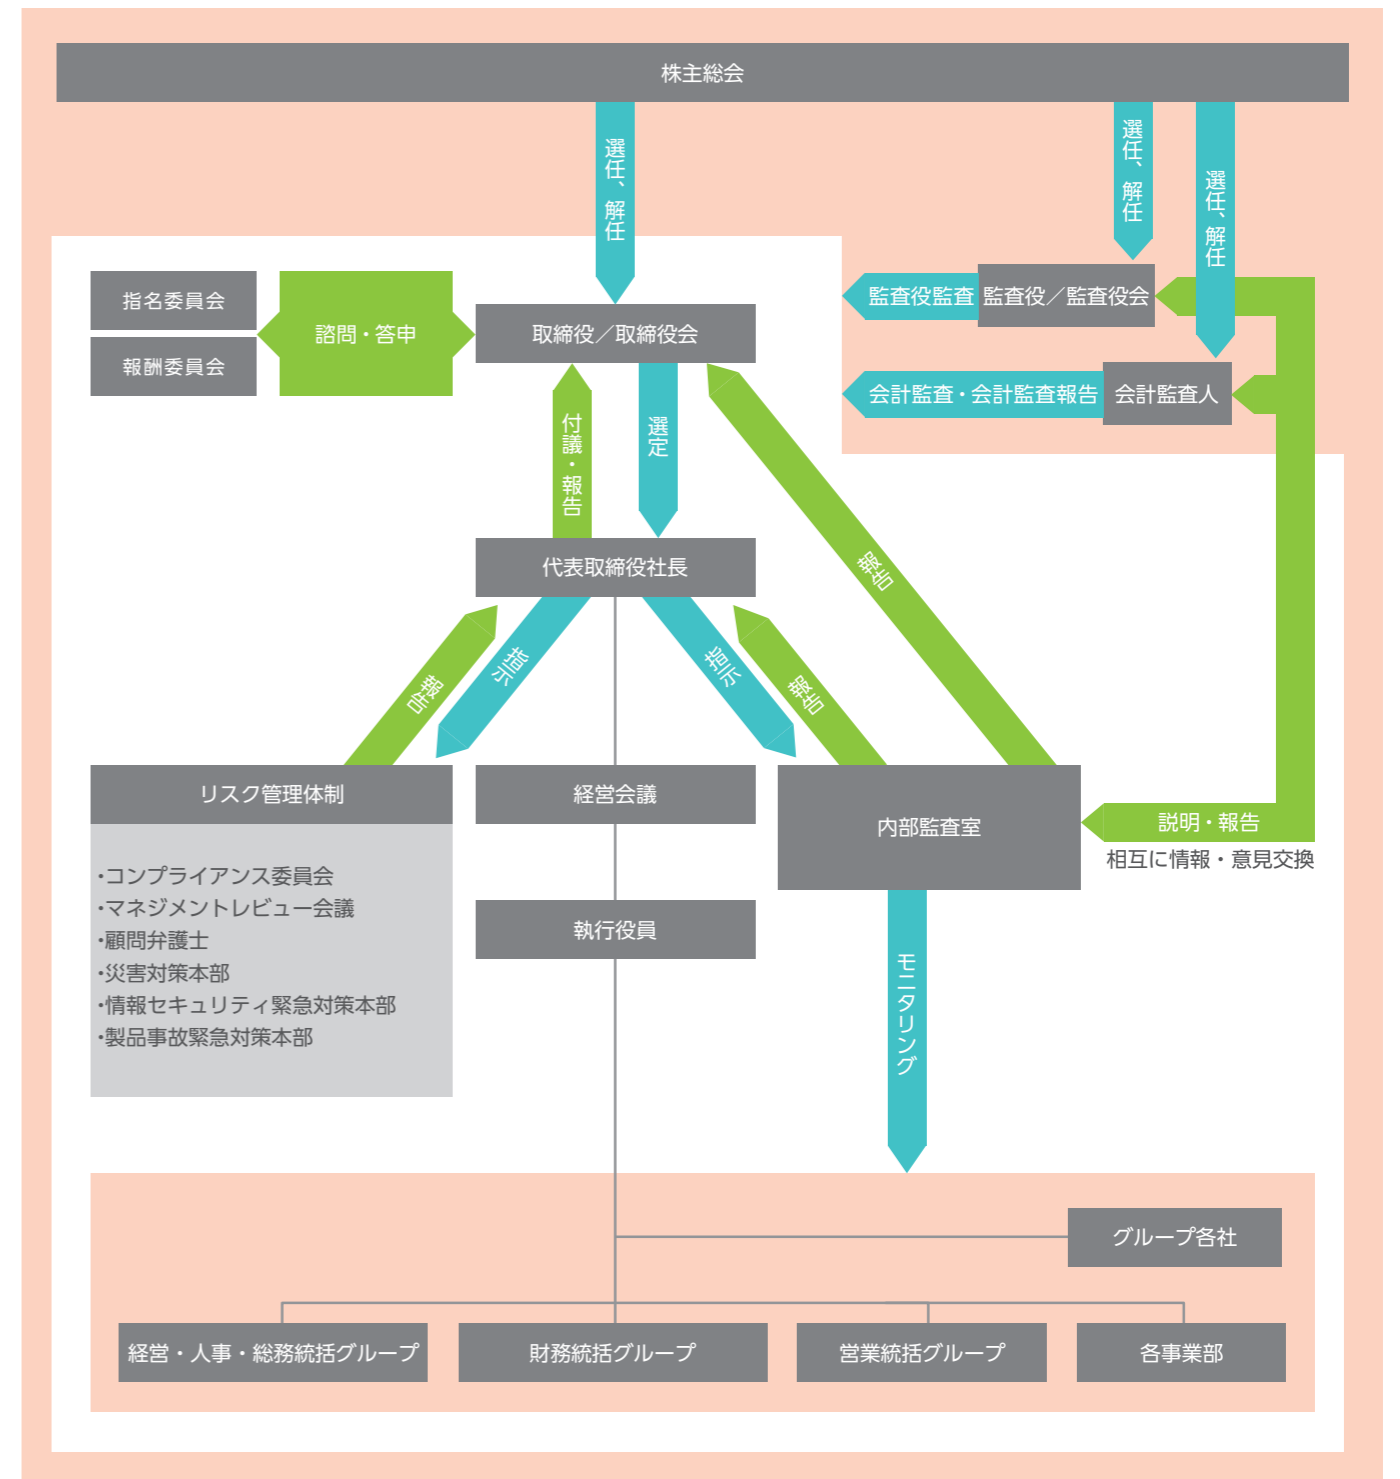 株主総会
選任、解任
選任、解任
選任、解任
指名委員会
報酬委員会
諮問・答申
取締役／取締役会
監査役監査
監査役／監査役会
会計監査・会計監査報告
会計監査人
付議・報告
選定
報告
代表取締役社長
報告
指示
指示
報告
リスク管理体制
経営会議
内部監査室
説明・報告
相互に情報・意見交換
・コンプライアンス委員会
・マネジメントレビュー会議
・顧問弁護士
・災害対策本部
・情報セキュリティ緊急対策本部
・製品事故緊急対策本部
執行役員
モニタリング
グループ各社
経営・人事・総務統括グループ
財務統括グループ
営業統括グループ
各事業部